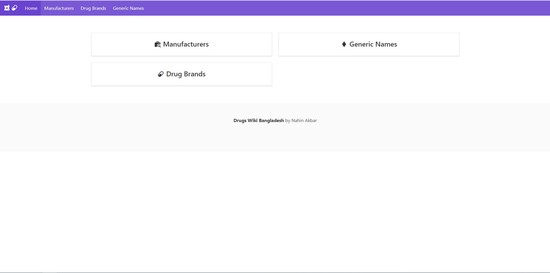 Home Manufacturers Drug Brands Generic Names
Manufacturers
Generic Names
Drug Brands
Drugs Wiki Bangladesh by Nahin Akbar